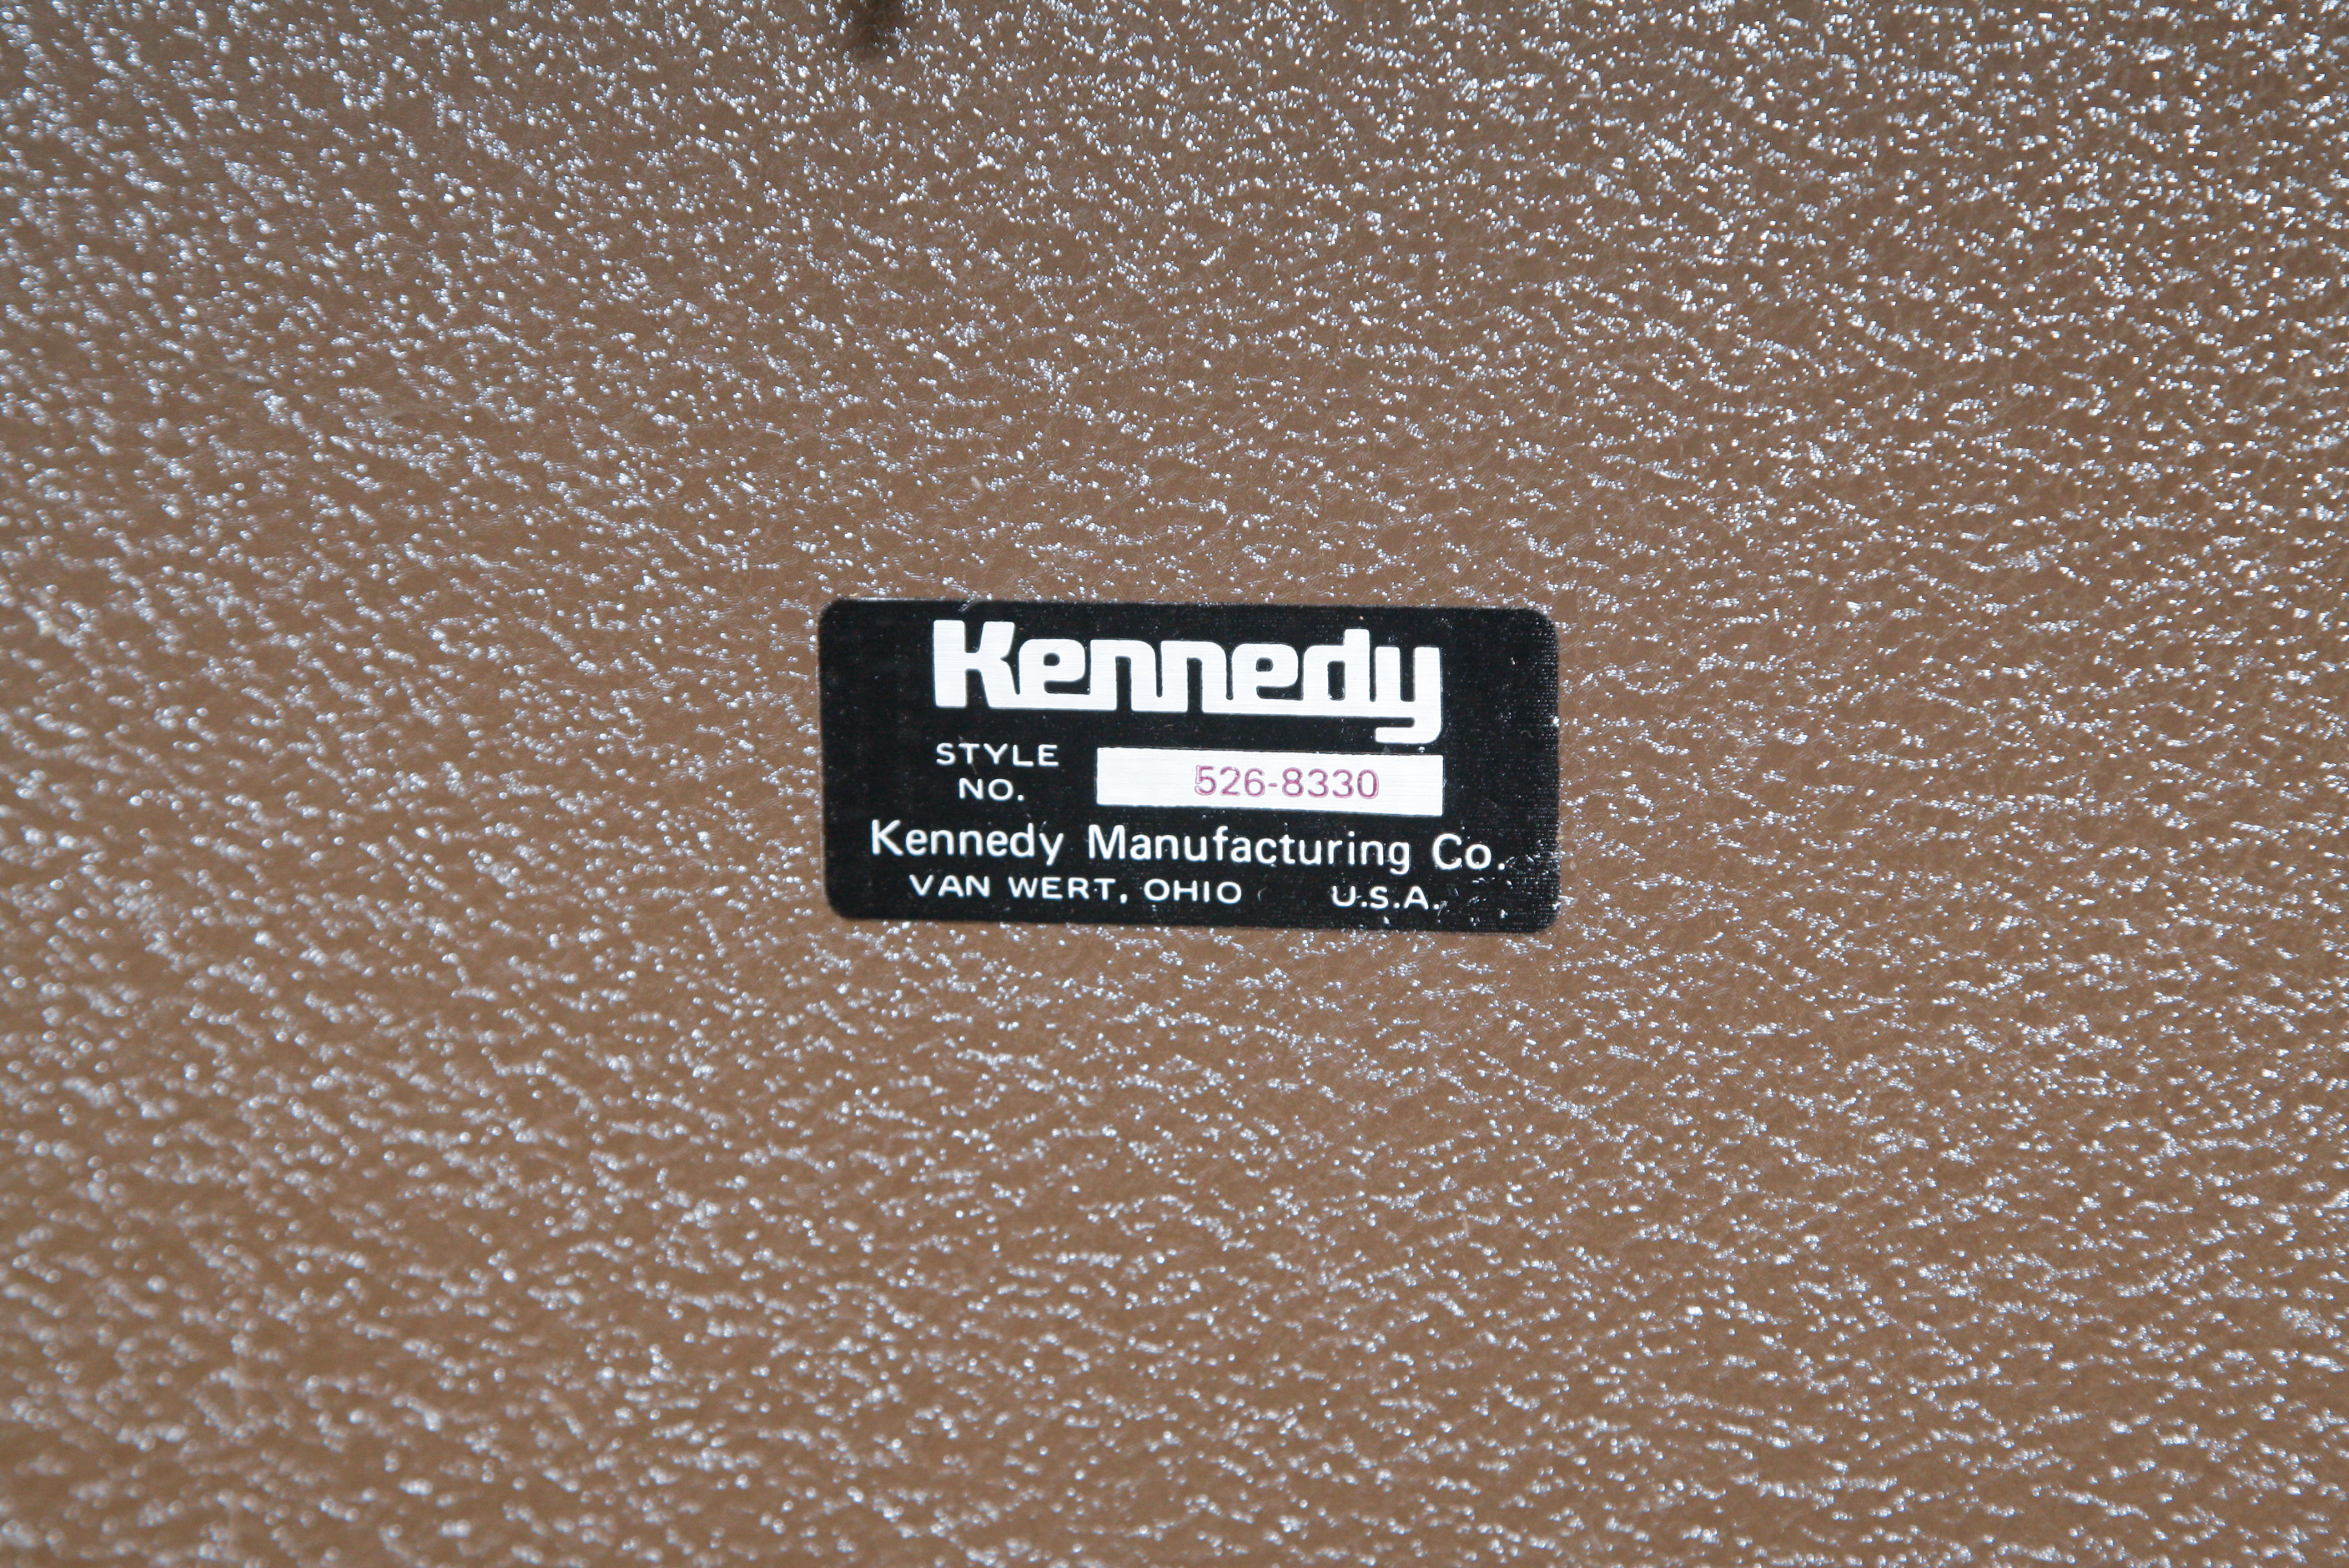 Kennedy
STYLE
NO.
526-8330
Kennedy Manufacturing Co.
VAN WERT, OHIO U.S.A.